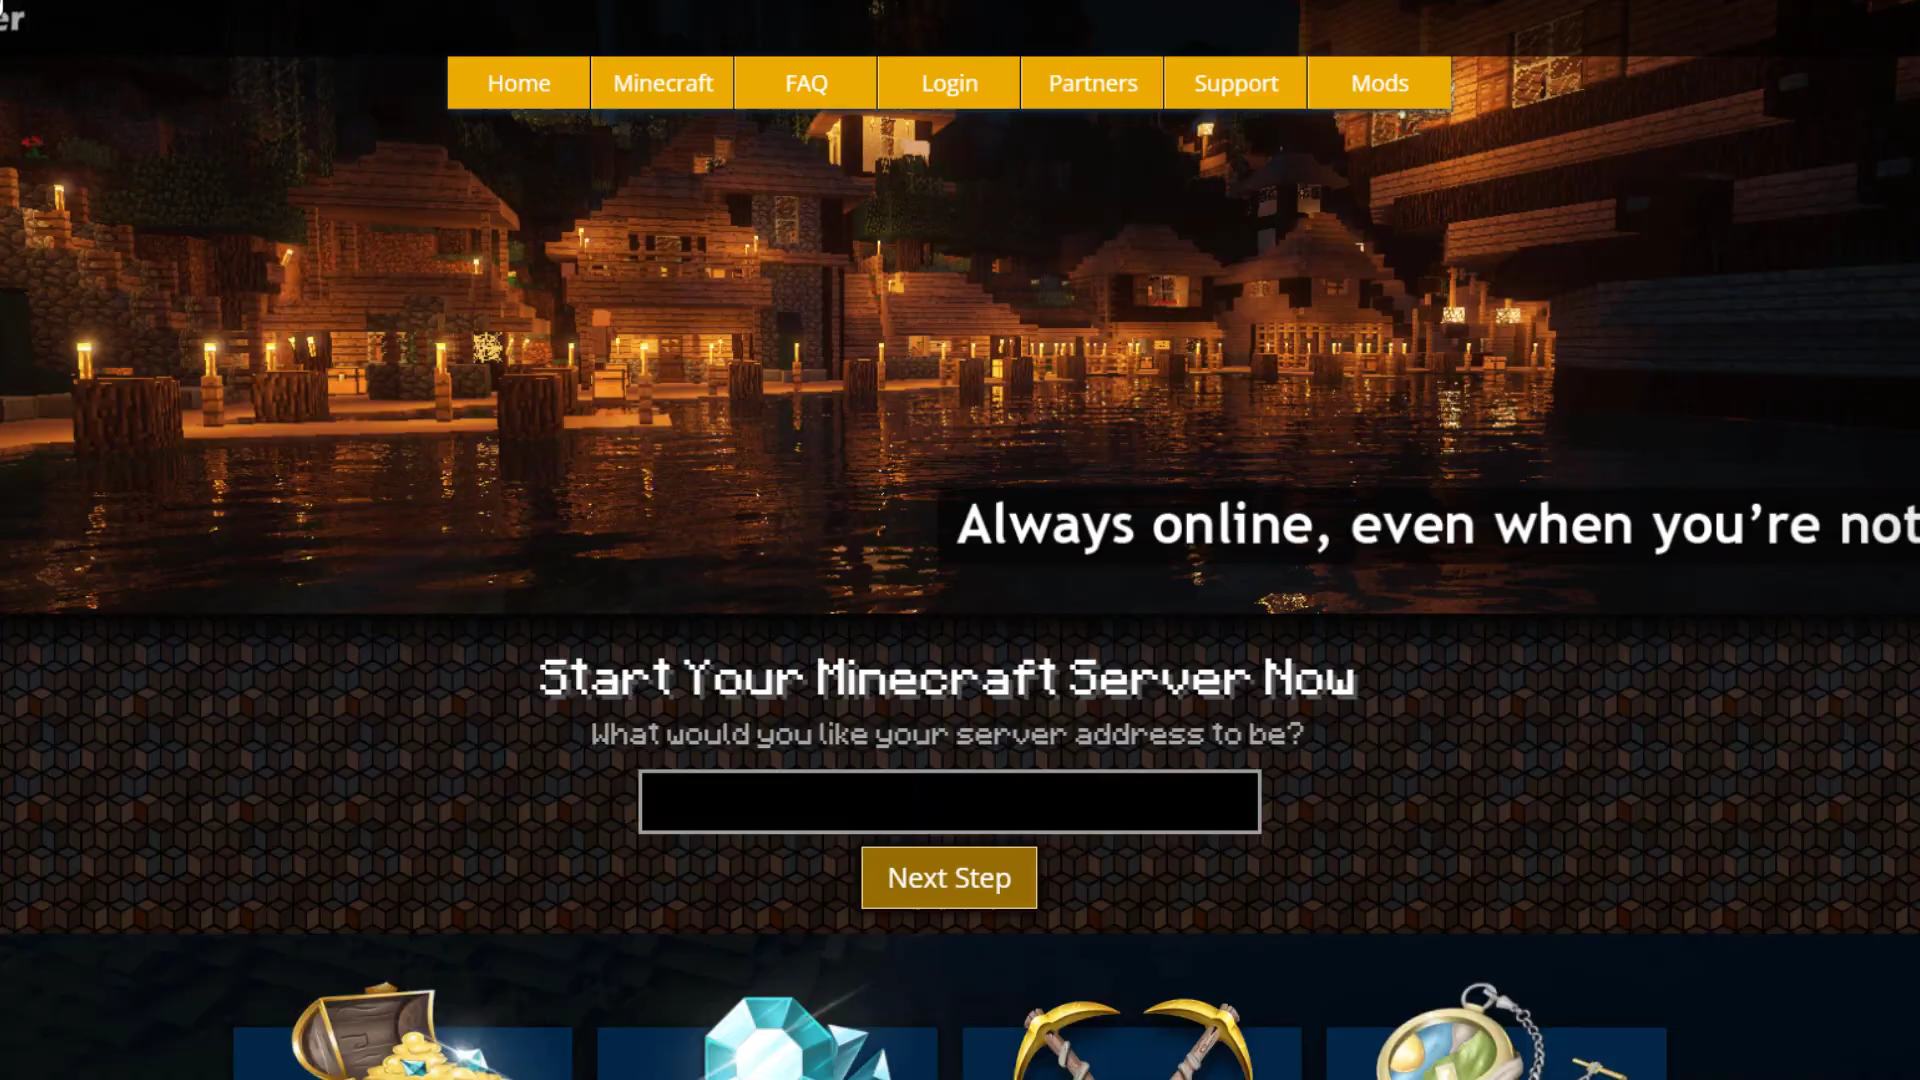 Home Minecraft FAQ Login Partners Support Mods
Always online, even when you're not
Start Your Minecraft Server Now
What would you like your server address to be?
Next Step